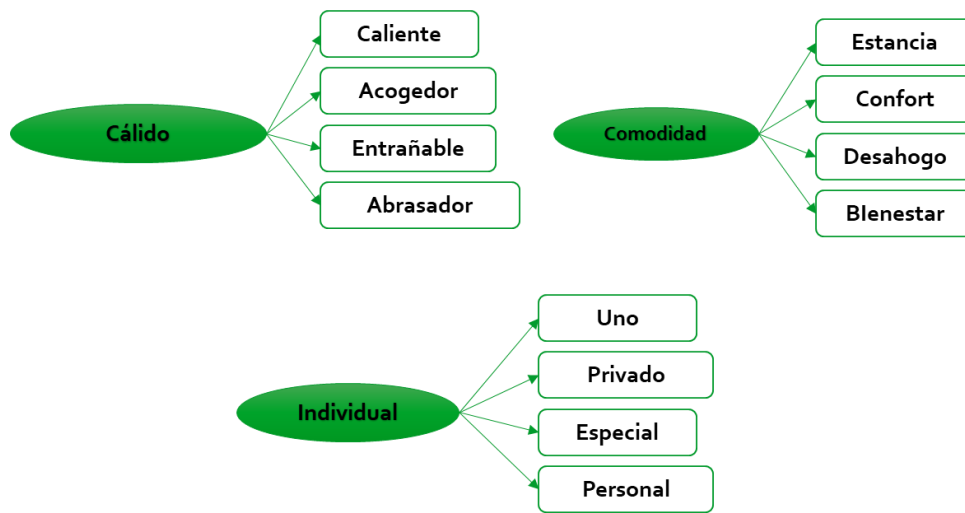 Cálido
Caliente
Acogedor
Entrañable
Abrasador
Comodidad
Estancia
Confort
Desahogo
BIenestar
Individual
Uno
Privado
Especial
Personal